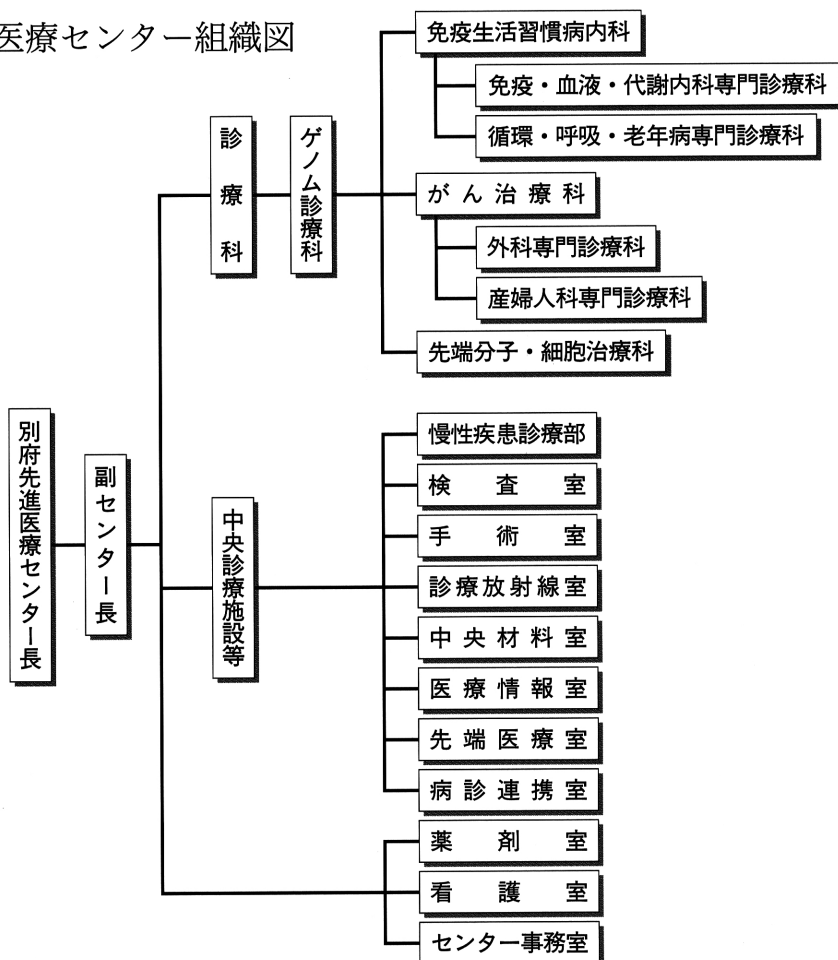 医療センター組織図
免疫生活習慣病内科
免疫・血液・代謝内科専門診療科
循環・呼吸・老年病専門診療科
診療科
ゲノム診療科
がん治療科
外科専門診療科
産婦人科専門診療科
先端分子・細胞治療科
別府先進医療センター長
副センター長
中央診療施設等
慢性疾患診療部
検査室
手術室
診療放射線室
中央材料室
医療情報室
先端医療室
病診連携室
薬剤室
看護室
センター事務室